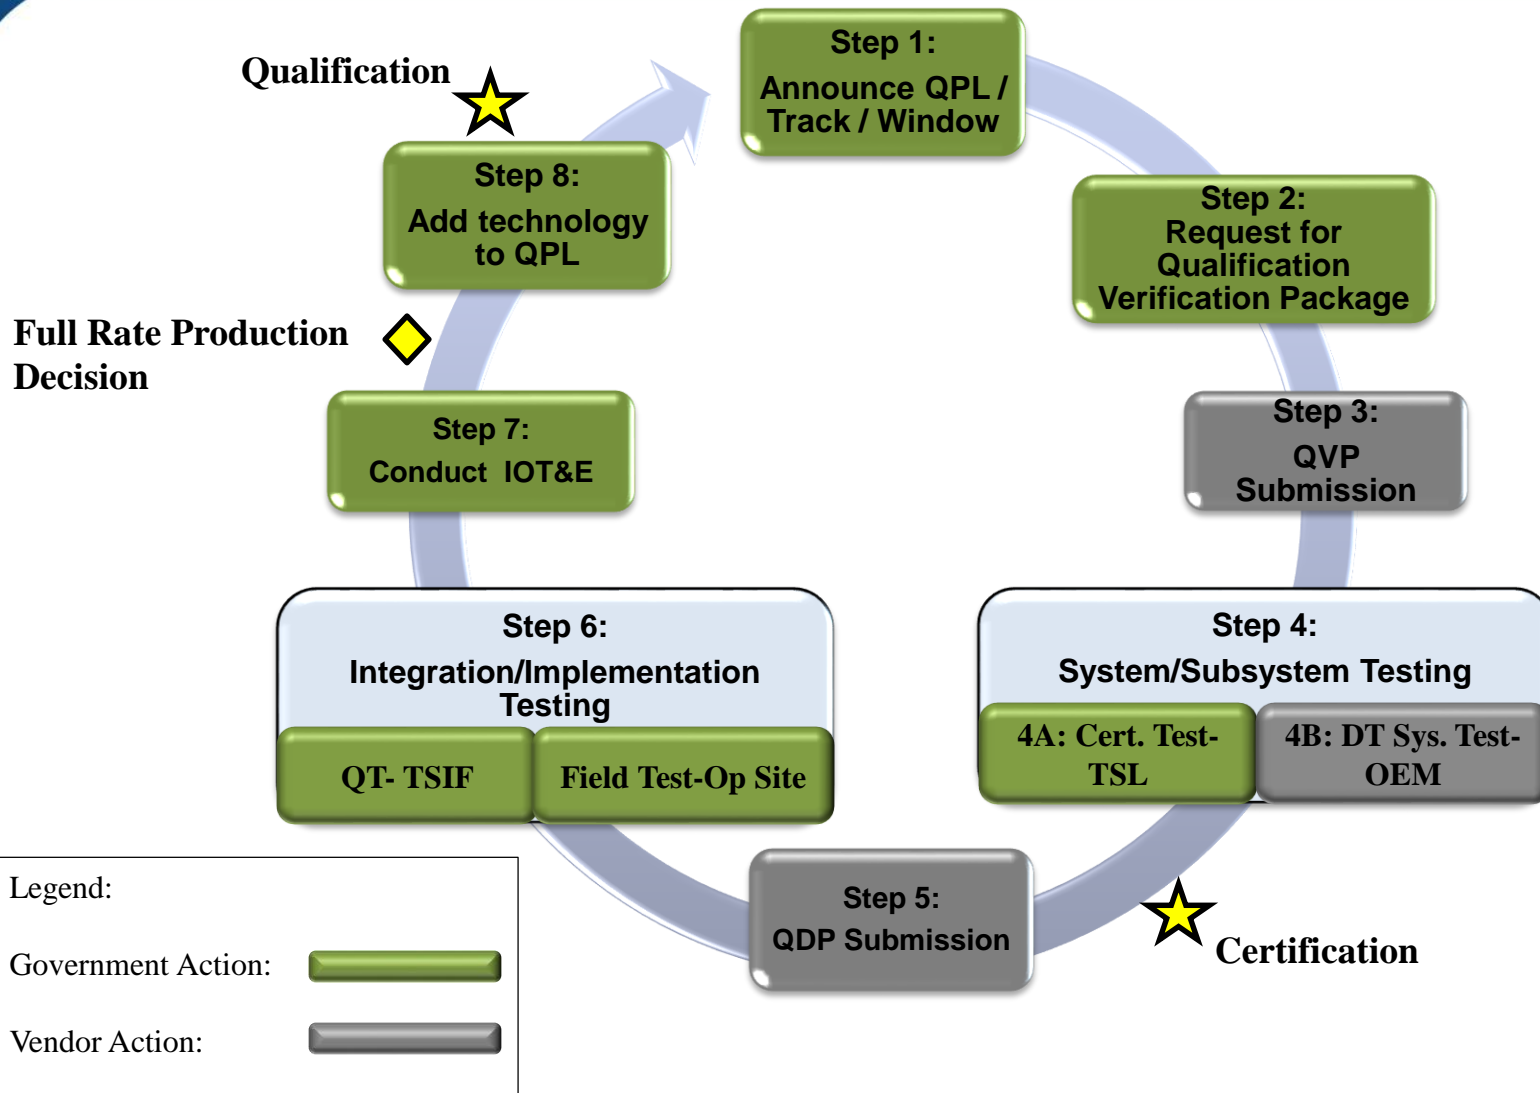 Step 1:
Announce QPL /
Track / Window
Step 2:
Request for
Qualification
Verification Package
Step 3:
QVP
Submission
Step 4:
System/Subsystem Testing
4A: Cert. Test-
TSL
4B: DT Sys. Test-
OEM
Certification
Step 5:
QDP Submission
Step 6:
Integration/Implementation
Testing
QT- TSIF
Field Test-Op Site
Step 7:
Conduct IOT&E
Full Rate Production
Decision
Step 8:
Add technology
to QPL
Qualification
Legend:
Government Action:
Vendor Action: